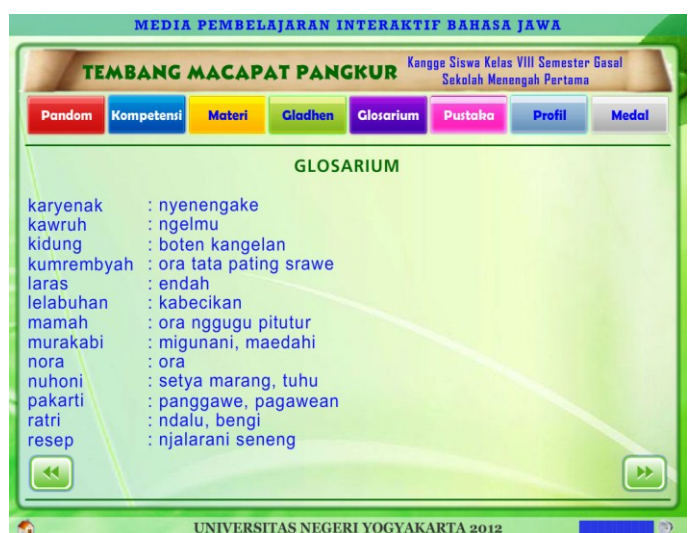 MEDIA PEMBELAJARAN INTERAKTIF BAHASA JAWA
TEMBANG MACAPAT PANGKUR
Kangge Siswa Kelas VIII Semester Gasal
Sekolah Menengah Pertama
Pandom Kompetensi Materi Gladhen Glosarium Pustaka Profil Medal
GLOSARIUM
karyenak : nyenengake
kawruh : ngelmu
kidung : boten kangelan
kumrembyah : ora tata pating srawe
laras : endah
lelabuhan : kabecikan
mamah : ora nggugu pitutur
murakabi : migunani, maedahi
nora : ora
nuhoni : setya marang, tuhu
pakarti : panggawe, pagawean
ratri : ndalu, bengi
resep : njalarani seneng
UNIVERSITAS NEGERI YOGYAKARTA 2012